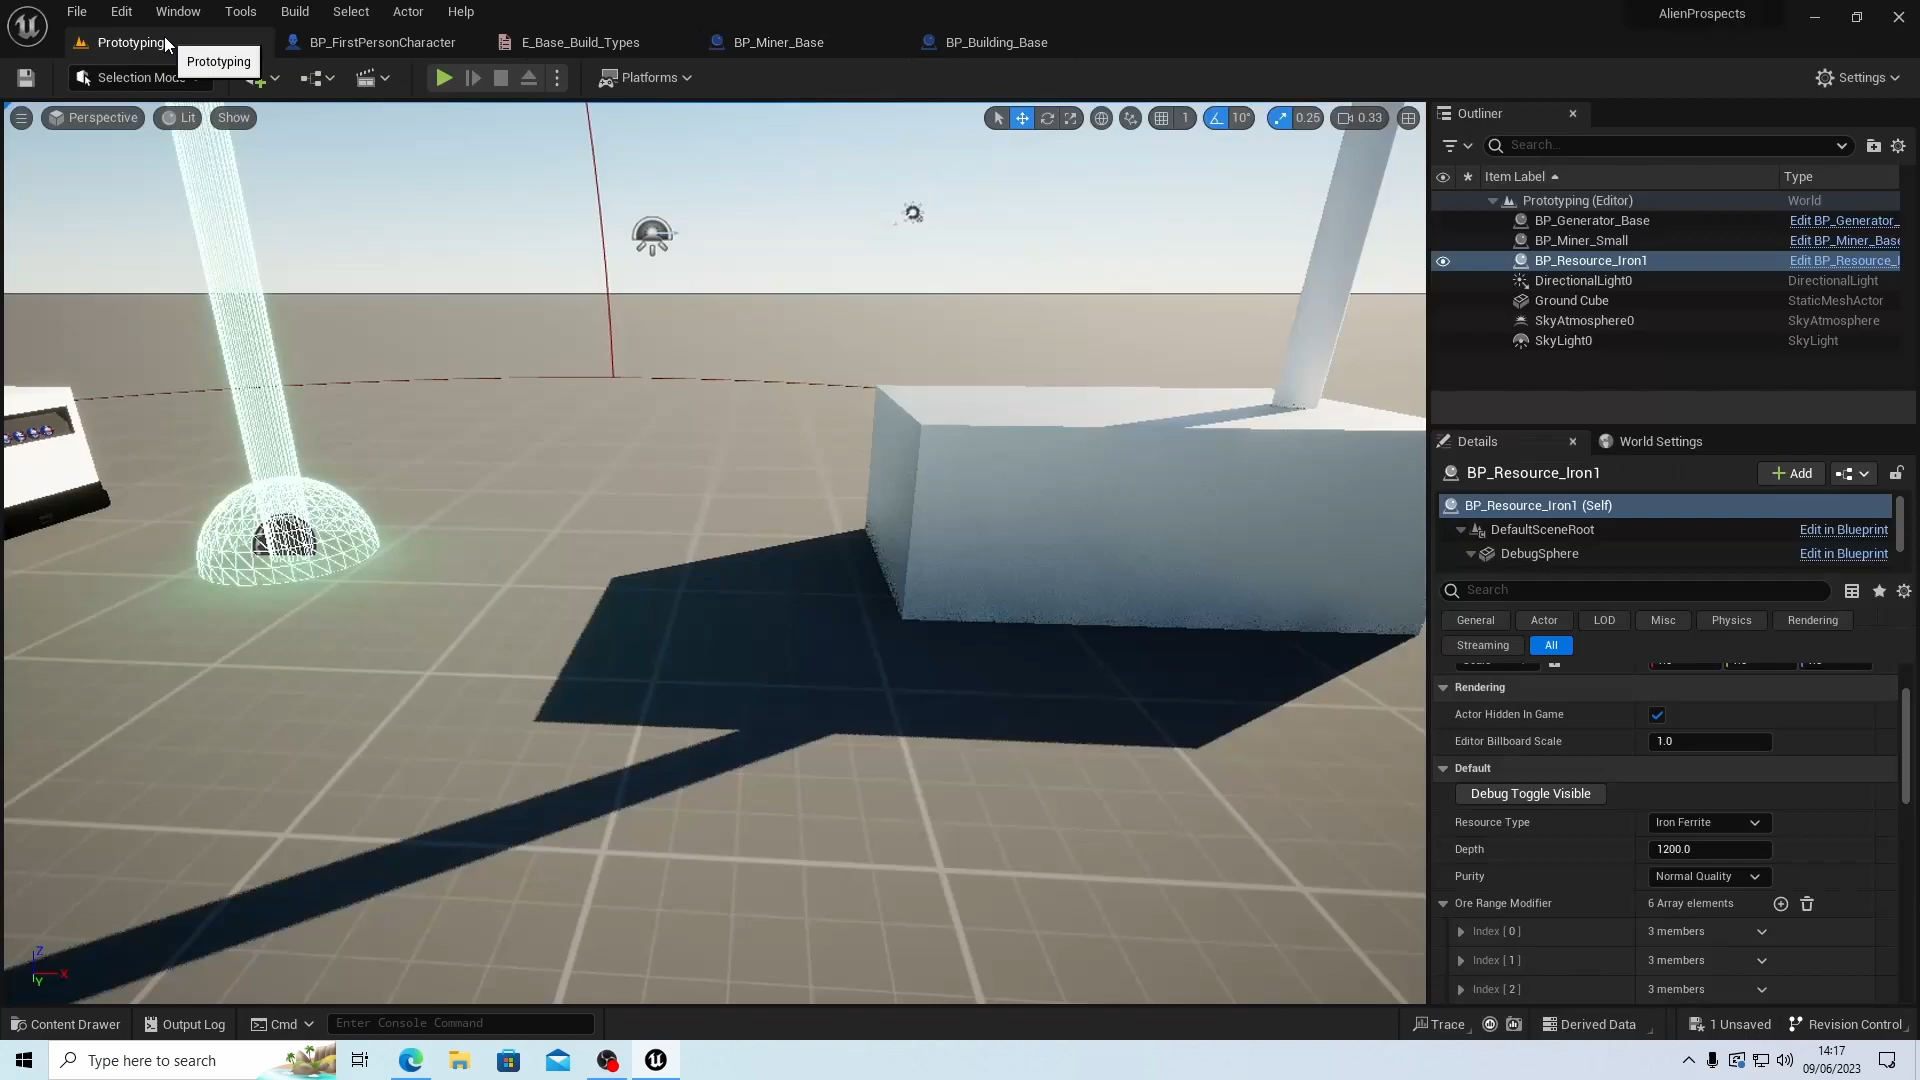 File Edit Window Tools Build Select Actor Help
AlienProspects
Prototyping BP_FirstPersonCharacter E_Base_Build_Types BP_Miner_Base BP_Building_Base
Prototyping
Selection Mode Platforms Settings
Perspective Lit Show 1 10° 0.25 0.33
Outliner
Search...
Item Label Type
Prototyping (Editor) World
BP_Generator_Base Edit BP_Generator_
BP_Miner_Small Edit BP_Miner_Base
BP_Resource_Iron1 Edit BP_Resource_I
DirectionalLight0 DirectionalLight
Ground Cube StaticMeshActor
SkyAtmosphere0 SkyAtmosphere
SkyLight0 SkyLight
Details World Settings
BP_Resource_Iron1 Add
BP_Resource_Iron1 (Self)
DefaultSceneRoot Edit in Blueprint
DebugSphere Edit in Blueprint
Search
General Actor LOD Misc Physics Rendering
Streaming All
Rendering
Actor Hidden In Game
Editor Billboard Scale 1.0
Default
Debug Toggle Visible
Resource Type Iron Ferrite
Depth 1200.0
Purity Normal Quality
Ore Range Modifier 6 Array elements
Index [ 0 ] 3 members
Index [ 1 ] 3 members
Index [ 2 ] 3 members
Z
X
Y
Content Drawer Output Log Cmd Enter Console Command Trace Derived Data 1 Unsaved Revision Control
Type here to search
14:17
09/06/2023